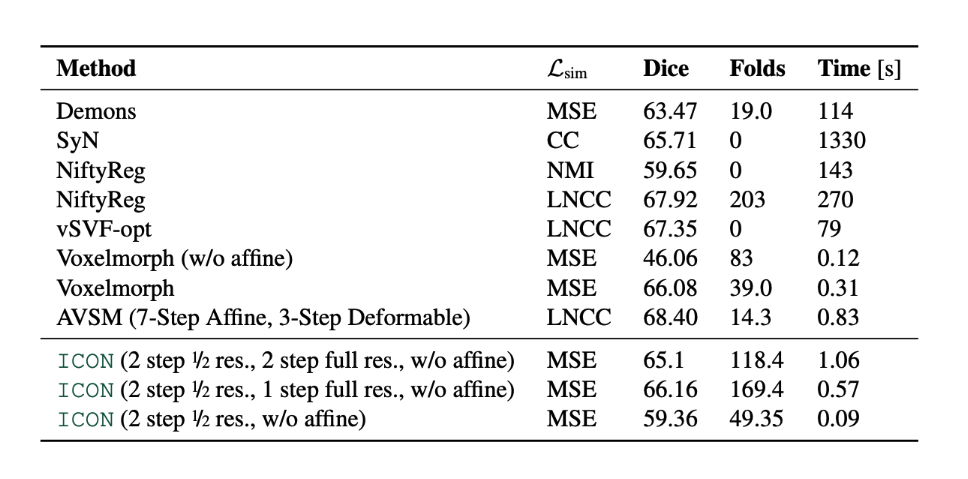 Method ℒsim Dice Folds Time [s]
Demons MSE 63.47 19.0 114
SyN CC 65.71 0 1330
NiftyReg NMI 59.65 0 143
NiftyReg LNCC 67.92 203 270
vSVF-opt LNCC 67.35 0 79
Voxelmorph (w/o affine) MSE 46.06 83 0.12
Voxelmorph MSE 66.08 39.0 0.31
AVSM (7-Step Affine, 3-Step Deformable) LNCC 68.40 14.3 0.83
ICON (2 step ½ res., 2 step full res., w/o affine) MSE 65.1 118.4 1.06
ICON (2 step ½ res., 1 step full res., w/o affine) MSE 66.16 169.4 0.57
ICON (2 step ½ res., w/o affine) MSE 59.36 49.35 0.09